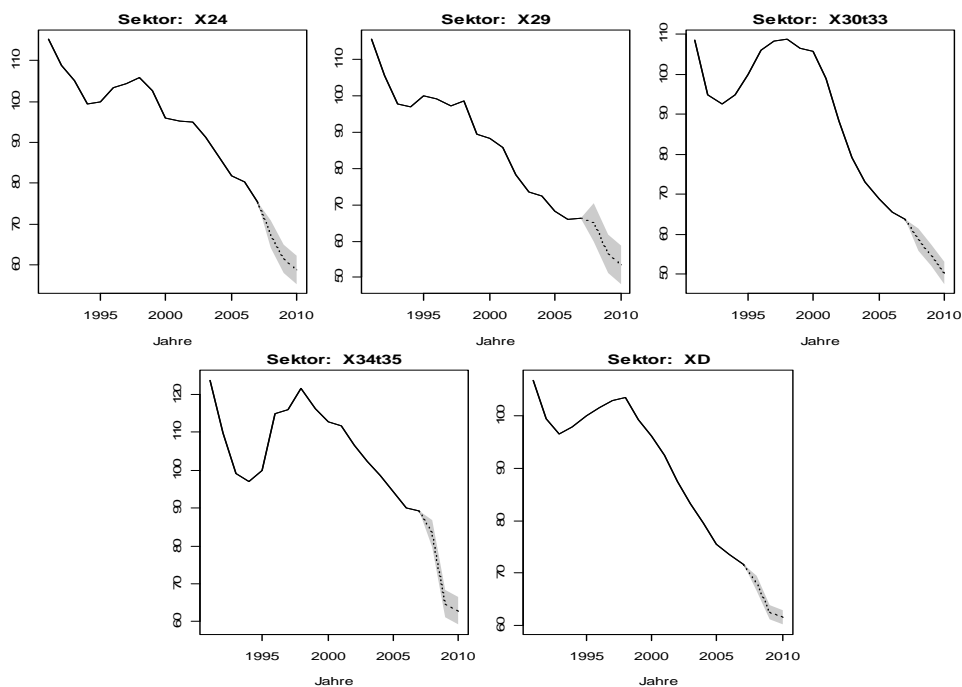 Sektor: X24
60 70 80 90 100 110
1995 2000 2005 2010
Jahre
Sektor: X29
50 60 70 80 90 100 110
1995 2000 2005 2010
Jahre
Sektor: X30t33
50 60 70 80 90 100 110
1995 2000 2005 2010
Jahre
Sektor: X34t35
60 70 80 90 100 110 120
1995 2000 2005 2010
Jahre
Sektor: XD
60 70 80 90 100
1995 2000 2005 2010
Jahre